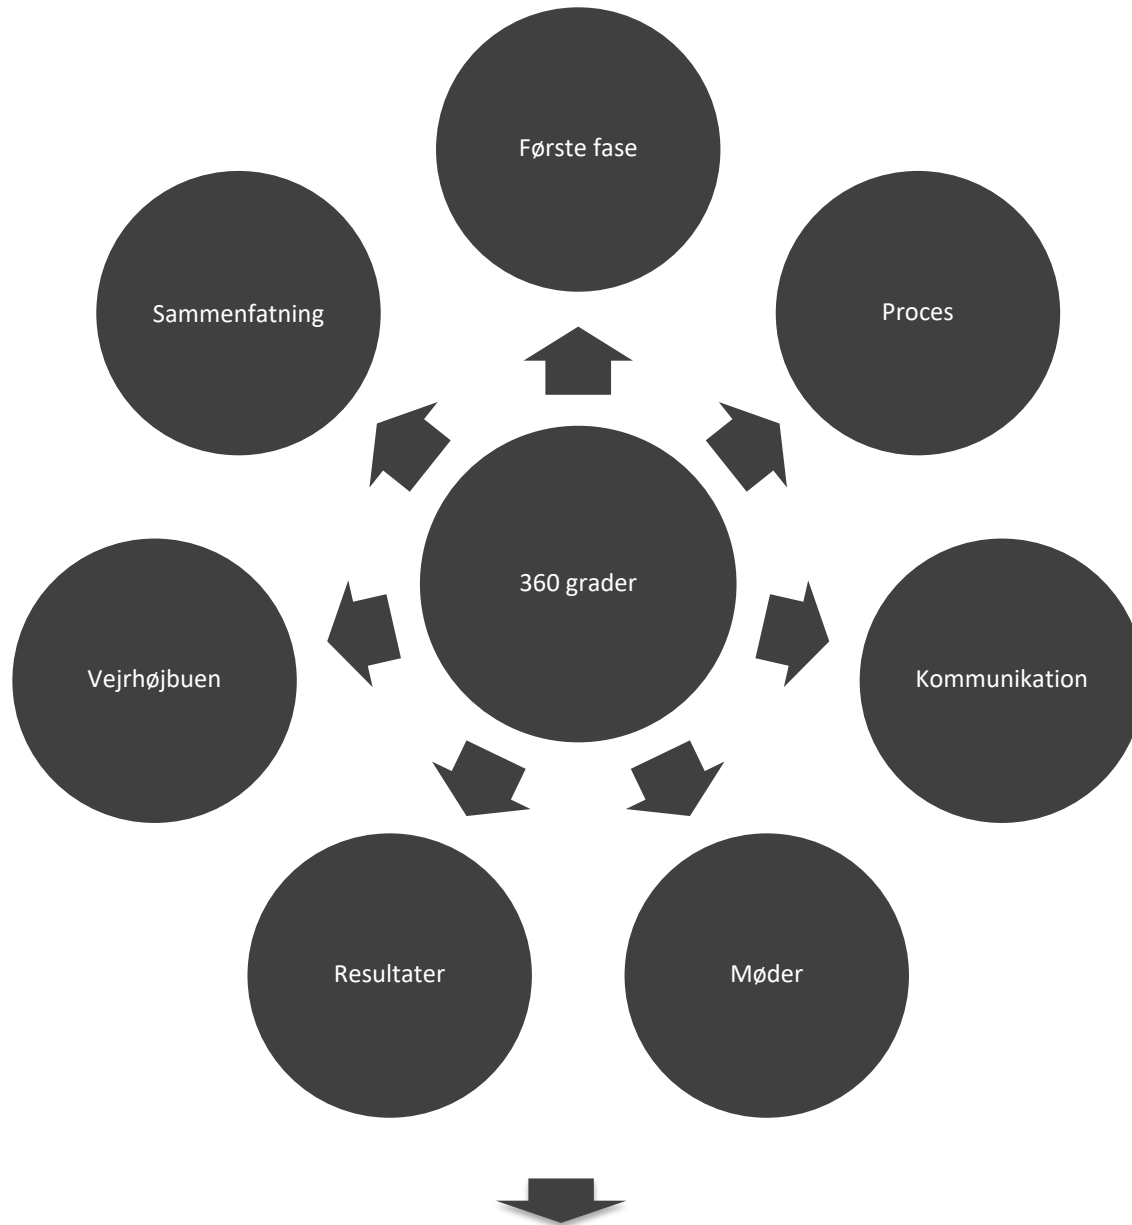 Første fase
Sammenfatning
Proces
360 grader
Vejrhøjbuen
Kommunikation
Resultater
Møder